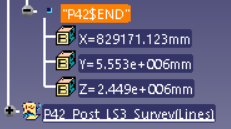 "P42$END"
X=829171.123mm
Y=5.553e+006mm
Z=2.449e+006mm
P42_Post_LS3_Survey(Lines)